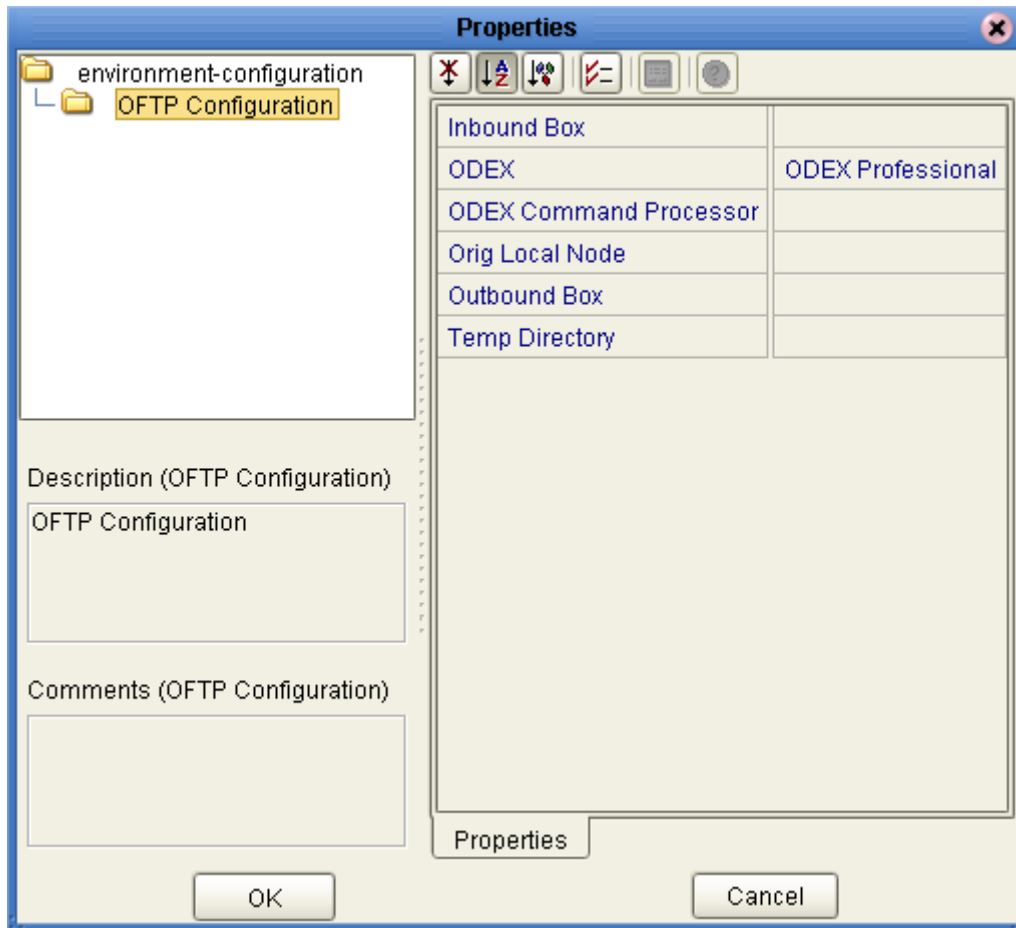 Properties
environment-configuration
OFTP Configuration
Inbound Box
ODEX ODEX Professional
ODEX Command Processor
Orig Local Node
Outbound Box
Temp Directory
Description (OFTP Configuration)
OFTP Configuration
Comments (OFTP Configuration)
Properties
OK Cancel